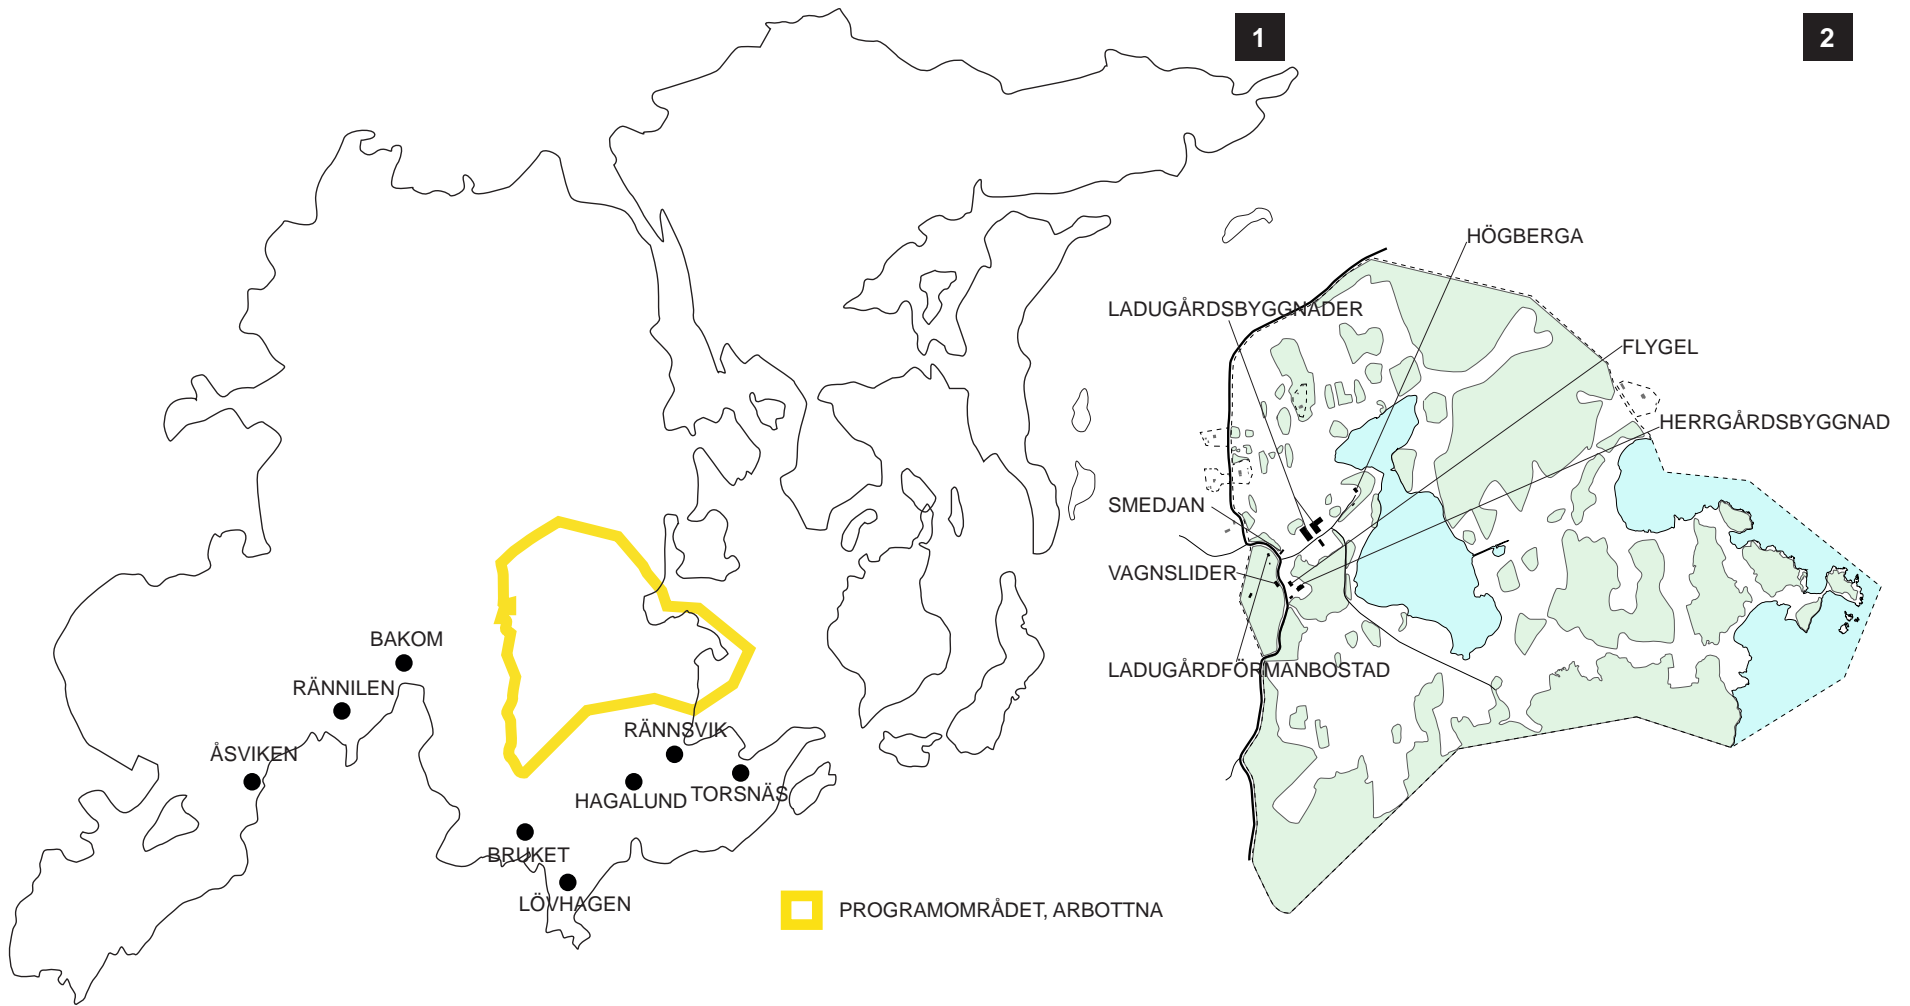 1
2
HÖGBERGA
LADUGÅRDSBYGGNADER
FLYGEL
HERRGÅRDSBYGGNAD
SMEDJAN
VAGNSLIDER
BAKOM
LADUGÅRDFÖRMANBOSTAD
RÄNNILEN
RÄNNSVIK
ÅSVIKEN
TORSNÄS
HAGALUND
BRUKET
LÖVHAGEN
PROGRAMOMRÅDET, ARBOTTNA